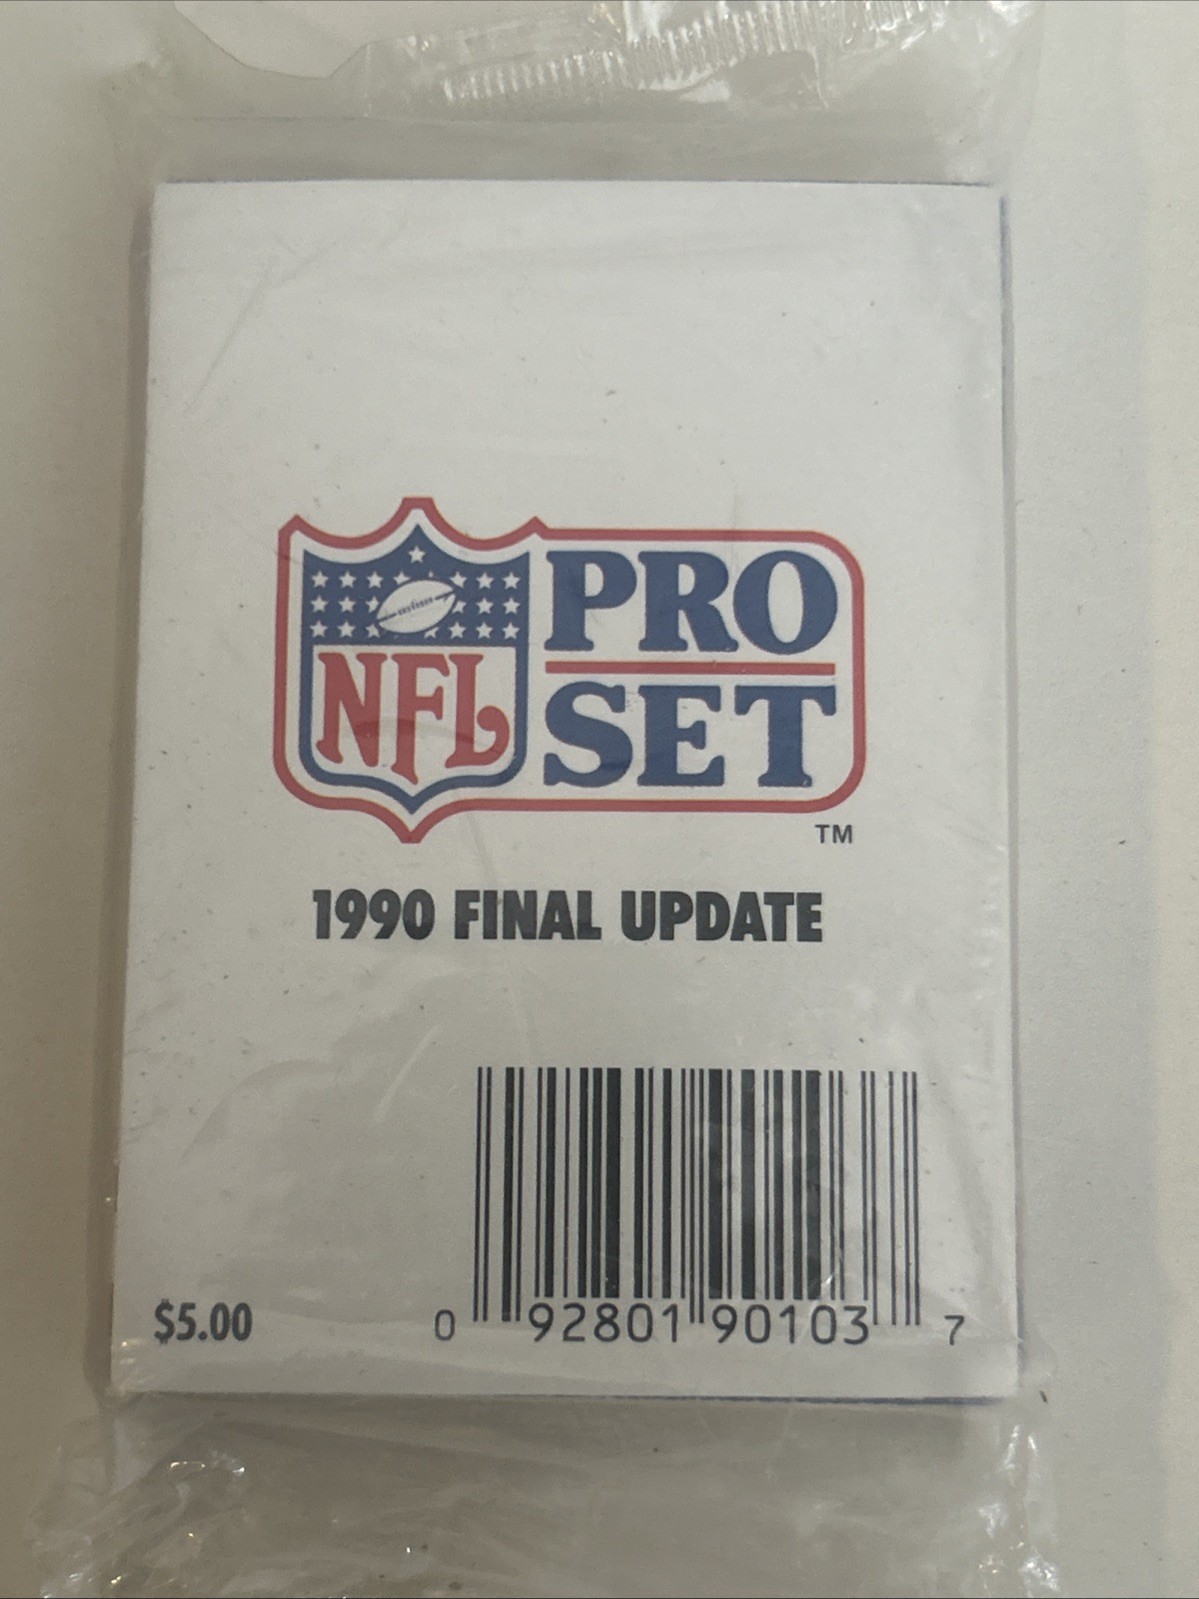 NFL
PRO
SET
TM
1990 FINAL UPDATE
$5.00
0 92801 90103 7